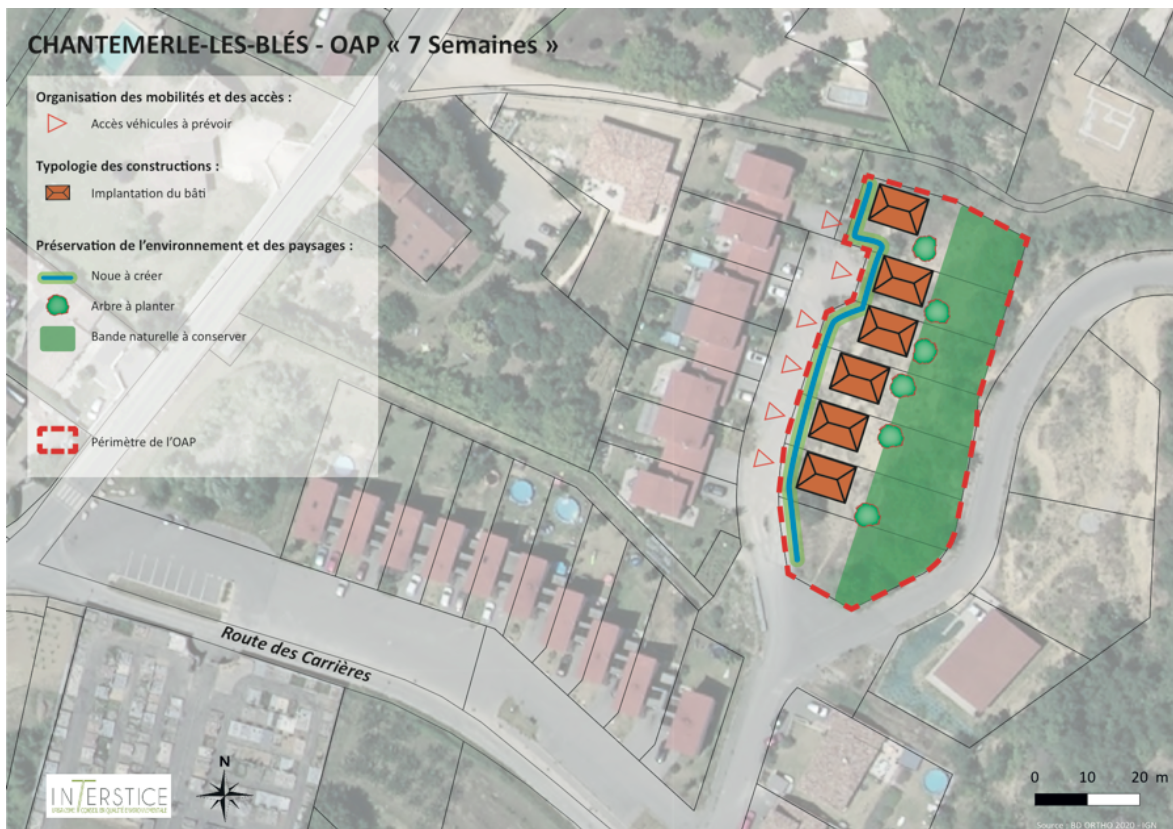 CHANTEMERLE-LES-BLÉS - OAP « 7 Semaines »
Organisation des mobilités et des accès :
Accès véhicules à prévoir
Typologie des constructions :
Implantation du bâti
Préservation de l'environnement et des paysages :
Noue à créer
Arbre à planter
Bande naturelle à conserver
Périmètre de l'OAP
Route des Carrières
N
INTERSTICE
0 10 20 m
Source : BD ORTHO 2020 - IGN